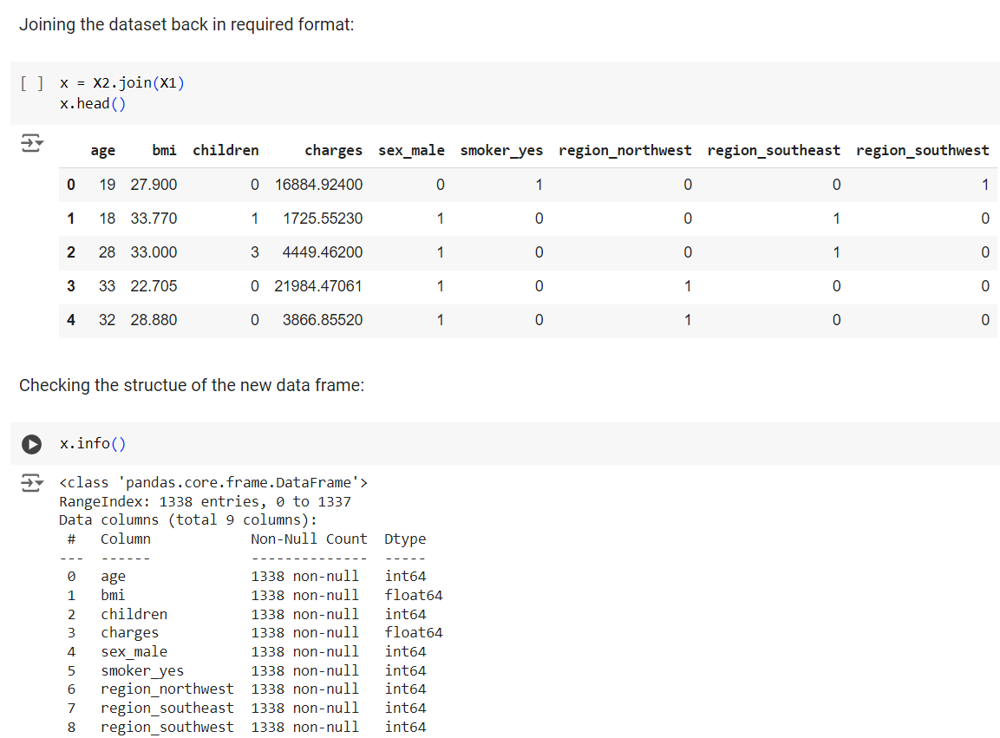 Joining the dataset back in required format:
[ ] x = X2.join(X1)
x.head()
age bmi children charges sex_male smoker_yes region_northwest region_southeast region_southwest
0 19 27.900 0 16884.92400 0 1 0 0 1
1 18 33.770 1 1725.55230 1 0 0 1 0
2 28 33.000 3 4449.46200 1 0 0 1 0
3 33 22.705 0 21984.47061 1 0 1 0 0
4 32 28.880 0 3866.85520 1 0 1 0 0
Checking the structue of the new data frame:
x.info()
<class 'pandas.core.frame.DataFrame'>
RangeIndex: 1338 entries, 0 to 1337
Data columns (total 9 columns):
# Column Non-Null Count Dtype
--- ------ -------------- -----
0 age 1338 non-null int64
1 bmi 1338 non-null float64
2 children 1338 non-null int64
3 charges 1338 non-null float64
4 sex_male 1338 non-null int64
5 smoker_yes 1338 non-null int64
6 region_northwest 1338 non-null int64
7 region_southeast 1338 non-null int64
8 region_southwest 1338 non-null int64